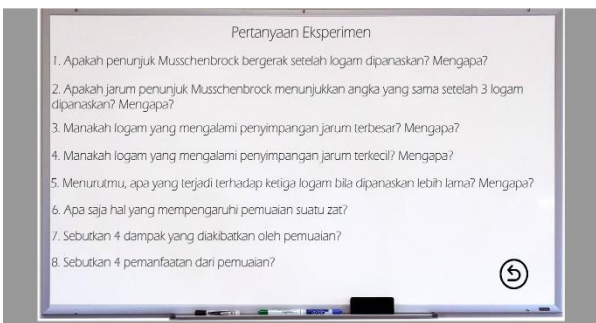 Pertanyaan Eksperimen
1. Apakah penunjuk Musschenbrock bergerak setelah logam dipanaskan? Mengapa?
2. Apakah jarum penunjuk Musschenbrock menunjukkan angka yang sama setelah 3 logam
dipanaskan? Mengapa?
3. Manakah logam yang mengalami penyimpangan jarum terbesar? Mengapa?
4. Manakah logam yang mengalami penyimpangan jarum terkecil? Mengapa?
5. Menurutmu, apa yang terjadi terhadap ketiga logam bila dipanaskan lebih lama? Mengapa?
6. Apa saja hal yang mempengaruhi pemuaian suatu zat?
7. Sebutkan 4 dampak yang diakibatkan oleh pemuaian?
8. Sebutkan 4 pemanfaatan dari pemuaian?